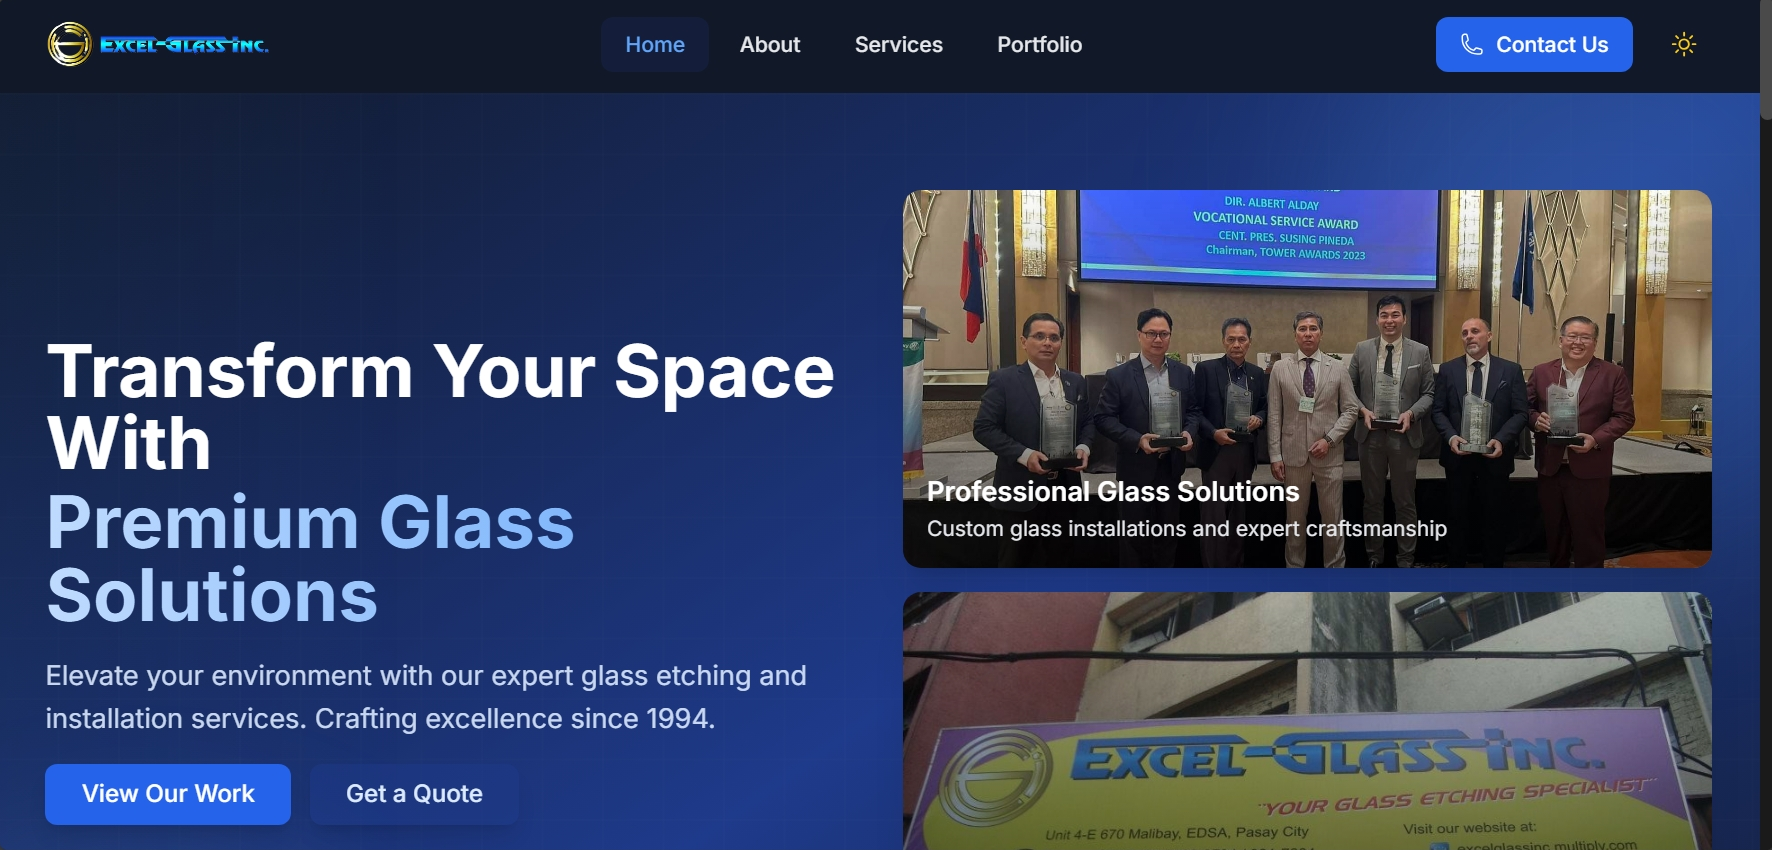 EXCEL-GLASS INC.
Home
About
Services
Portfolio
Contact Us
Transform Your Space
With
Premium Glass
Solutions
Elevate your environment with our expert glass etching and
installation services. Crafting excellence since 1994.
View Our Work
Get a Quote
DIR. ALBERT ALDAY
VOCATIONAL SERVICE AWARD
CENT. PRES. SUSING PINEDA
Chairman, TOWER AWARDS 2023
Professional Glass Solutions
Custom glass installations and expert craftsmanship
EXCEL-GLASS INC.
"YOUR GLASS ETCHING SPECIALIST"
Unit 4-E 670 Malibay, EDSA, Pasay City
Visit our website at:
excelglassinc.multiply.com